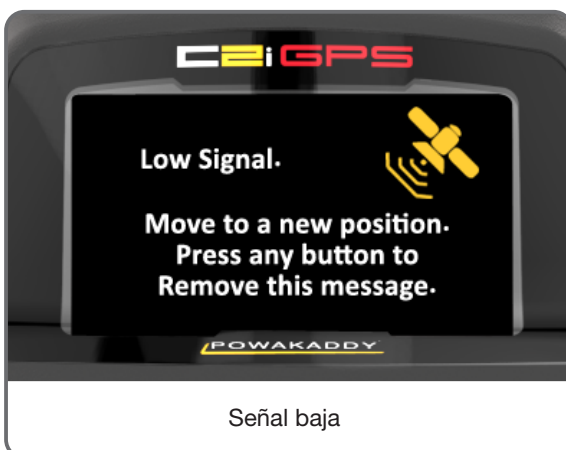 C2i GPS
Low Signal.
Move to a new position.
Press any button to
Remove this message.
POWAKADDY
Señal baja